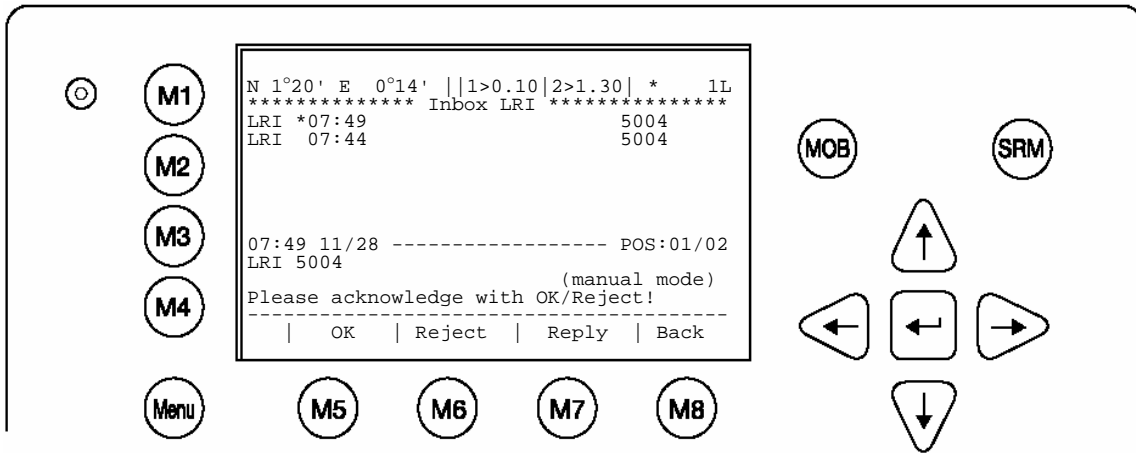 N 1°20' E 0°14' ||1>0.10|2>1.30| * 1L
************** Inbox LRI ****************
LRI *07:49 5004
LRI 07:44 5004
07:49 11/28 ------------------ POS:01/02
LRI 5004
(manual mode)
Please acknowledge with OK/Reject!
----------------------------------------
| OK | Reject | Reply | Back
M1
M2
M3
M4
Menu
M5
M6
M7
M8
MOB
SRM